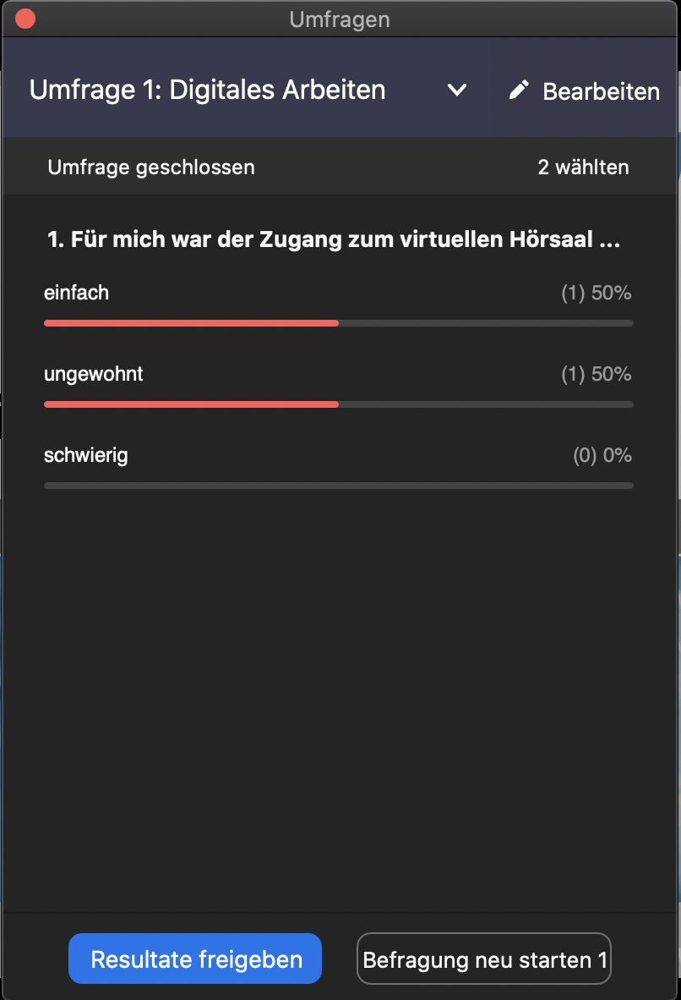 Umfragen
Umfrage 1: Digitales Arbeiten
Bearbeiten
Umfrage geschlossen
2 wählten
1. Für mich war der Zugang zum virtuellen Hörsaal ...
einfach
(1) 50%
ungewohnt
(1) 50%
schwierig
(0) 0%
Resultate freigeben
Befragung neu starten 1